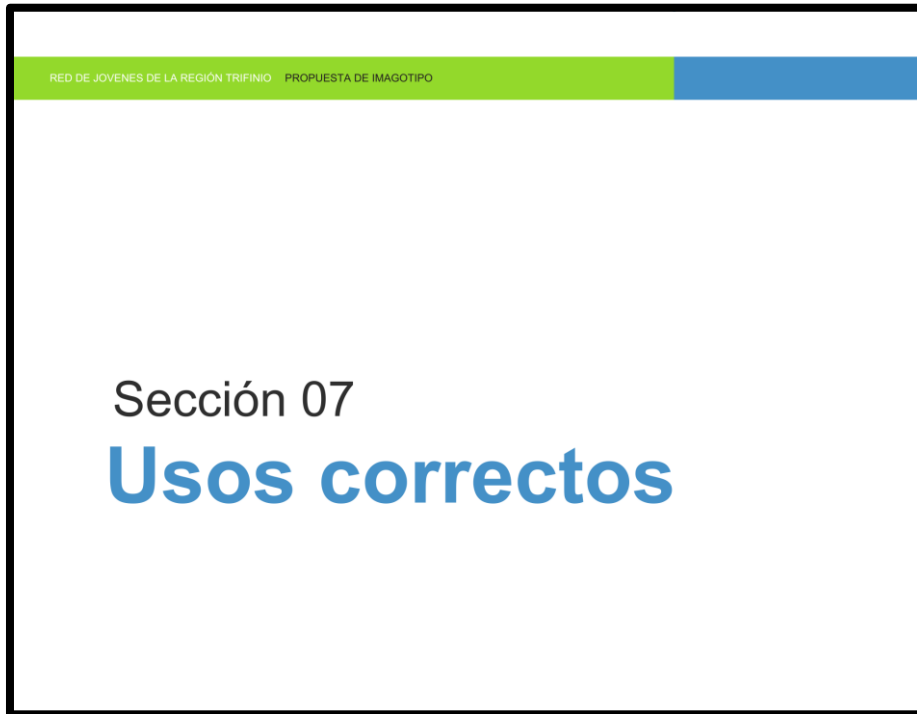 RED DE JOVENES DE LA REGIÓN TRIFINIO PROPUESTA DE IMAGOTIPO
Sección 07
Usos correctos